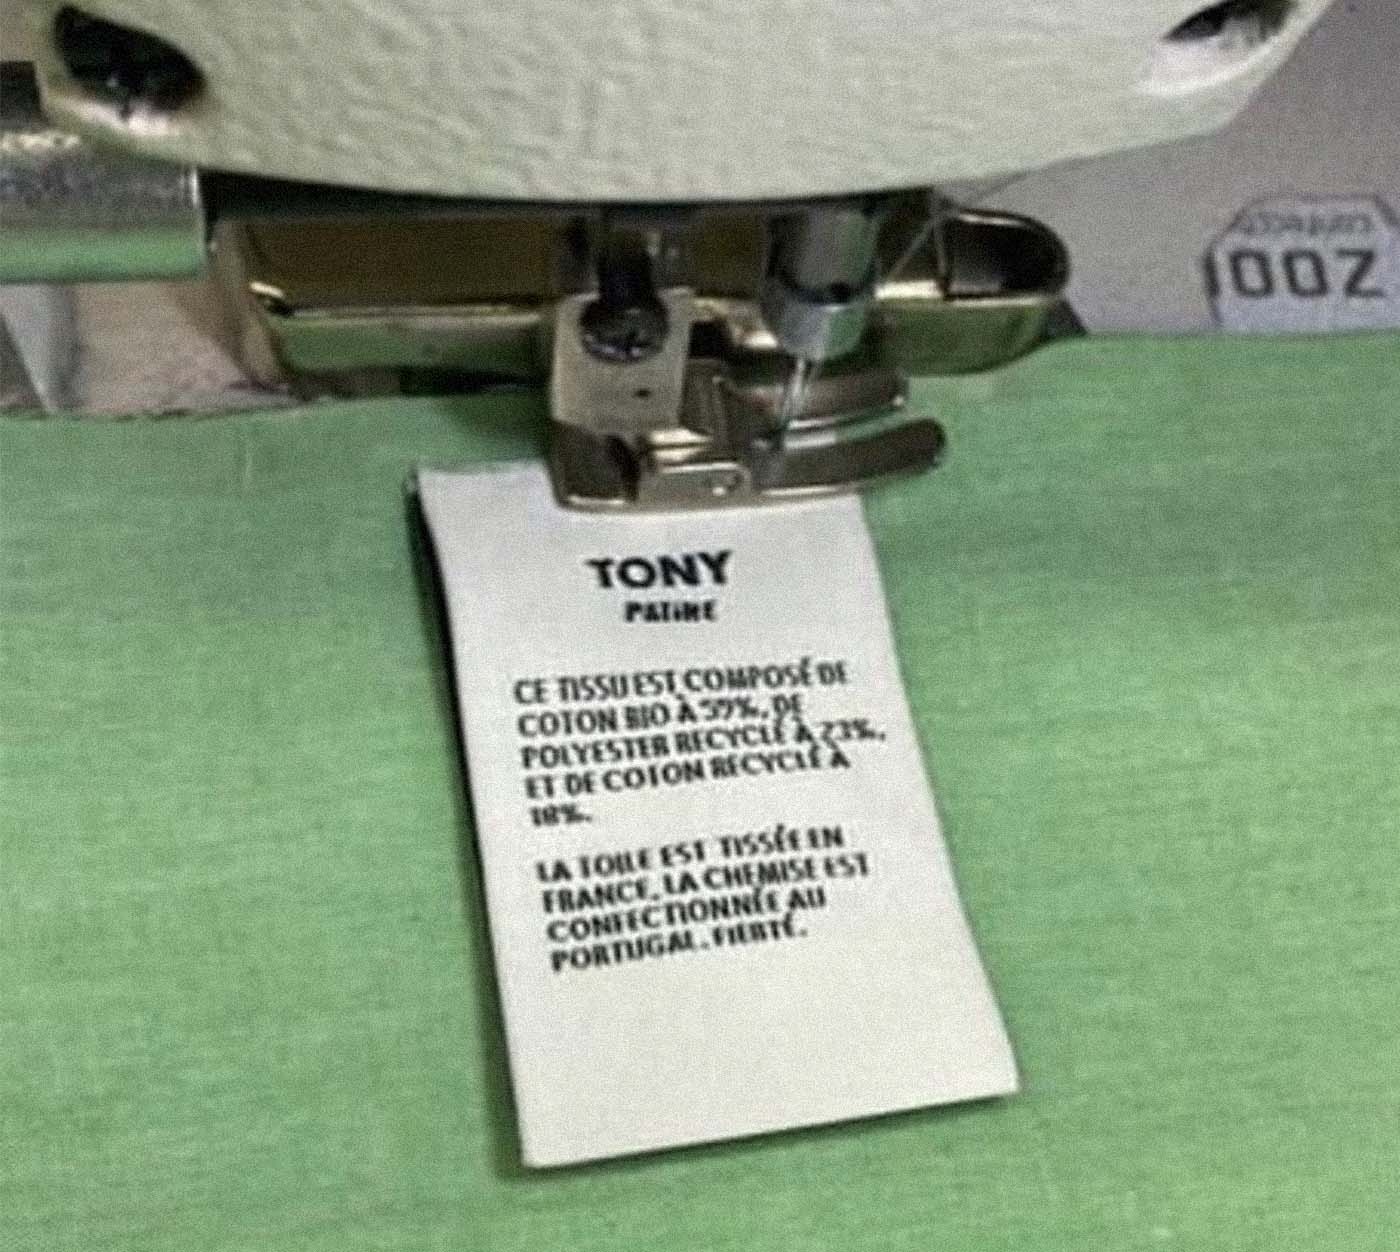 TONY
PATINE
CE TISSU EST COMPOSÉ DE
COTON BIO À 59%, DE
POLYESTER RECYCLÉ À 23%,
ET DE COTON RECYCLÉ À
18%.
LA TOILE EST TISSÉE EN
FRANCE. LA CHEMISE EST
CONFECTIONNÉE AU
PORTUGAL. FIERTÉ.